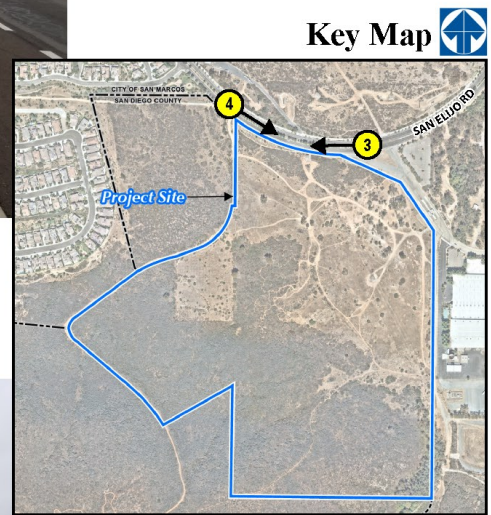 Key Map
CITY OF SAN MARCOS
SAN DIEGO COUNTY
4
SAN ELIJO RD
3
Project Site